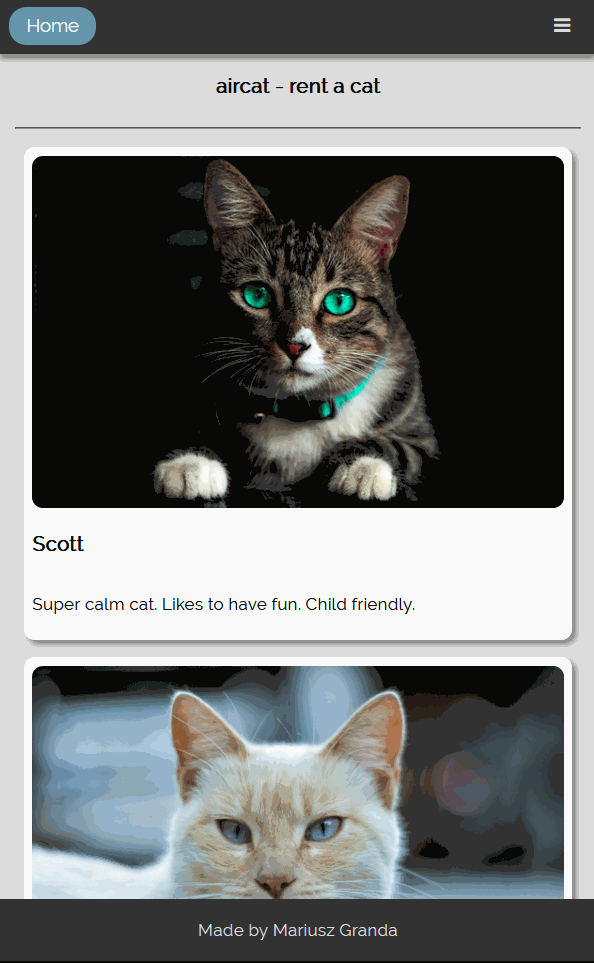 Home
aircat - rent a cat
Scott
Super calm cat. Likes to have fun. Child friendly.
Made by Mariusz Granda